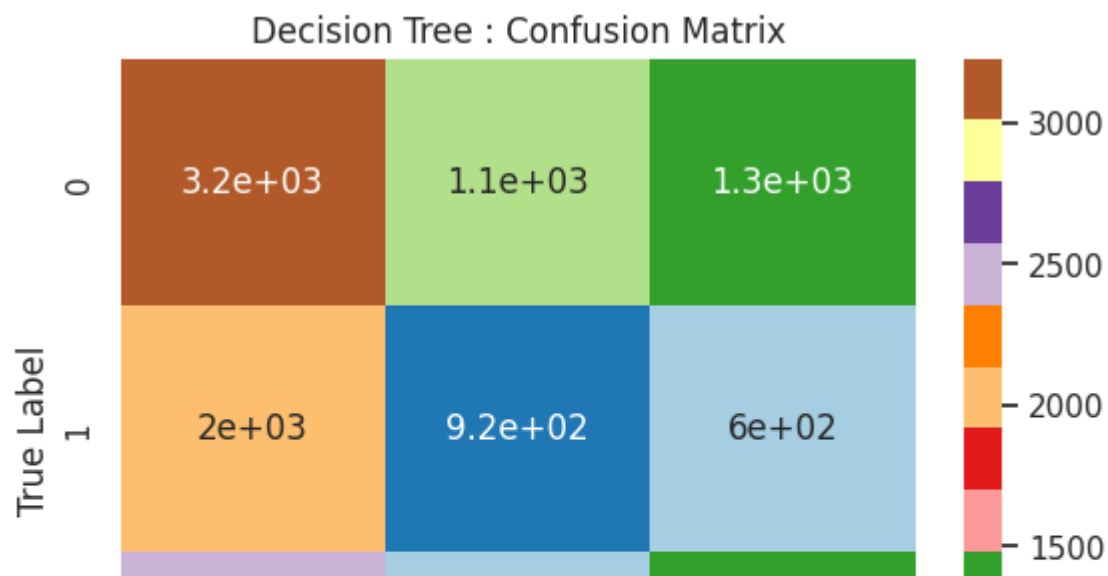 Decision Tree : Confusion Matrix
0 3.2e+03 1.1e+03 1.3e+03
True Label
1 2e+03 9.2e+02 6e+02
3000
2500
2000
1500